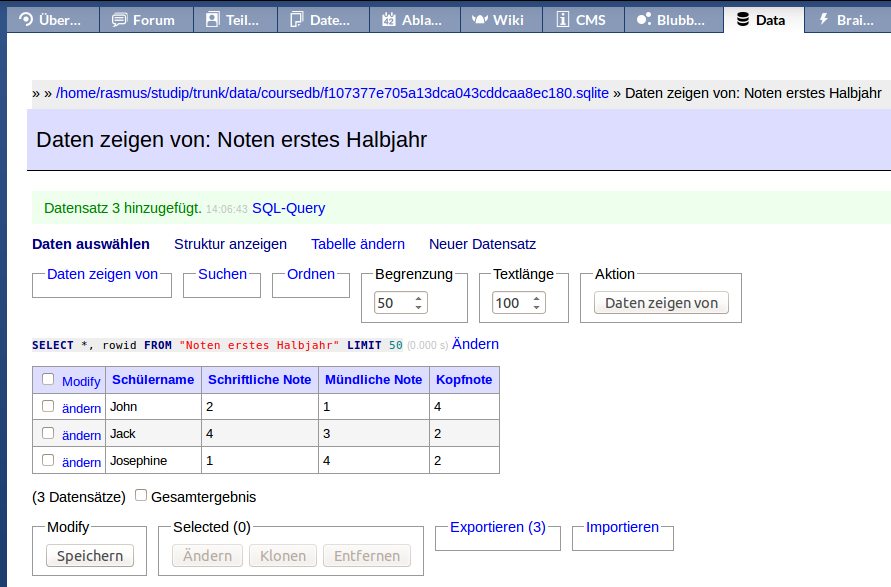 Über... Forum Teil... Date... Abla... Wiki CMS Blubb... Data Brai...
» » /home/rasmus/studip/trunk/data/coursedb/f107377e705a13dca043cddcaa8ec180.sqlite » Daten zeigen von: Noten erstes Halbjahr
Daten zeigen von: Noten erstes Halbjahr
Datensatz 3 hinzugefügt. 14:06:43 SQL-Query
Daten auswählen Struktur anzeigen Tabelle ändern Neuer Datensatz
Daten zeigen von Suchen Ordnen Begrenzung Textlänge Aktion
50 100 Daten zeigen von
SELECT *, rowid FROM "Noten erstes Halbjahr" LIMIT 50 (0.000 s) Ändern
Modify Schülername Schriftliche Note Mündliche Note Kopfnote
ändern John 2 1 4
ändern Jack 4 3 2
ändern Josephine 1 4 2
(3 Datensätze) Gesamtergebnis
Modify Selected (0) Exportieren (3) Importieren
Speichern Ändern Klonen Entfernen